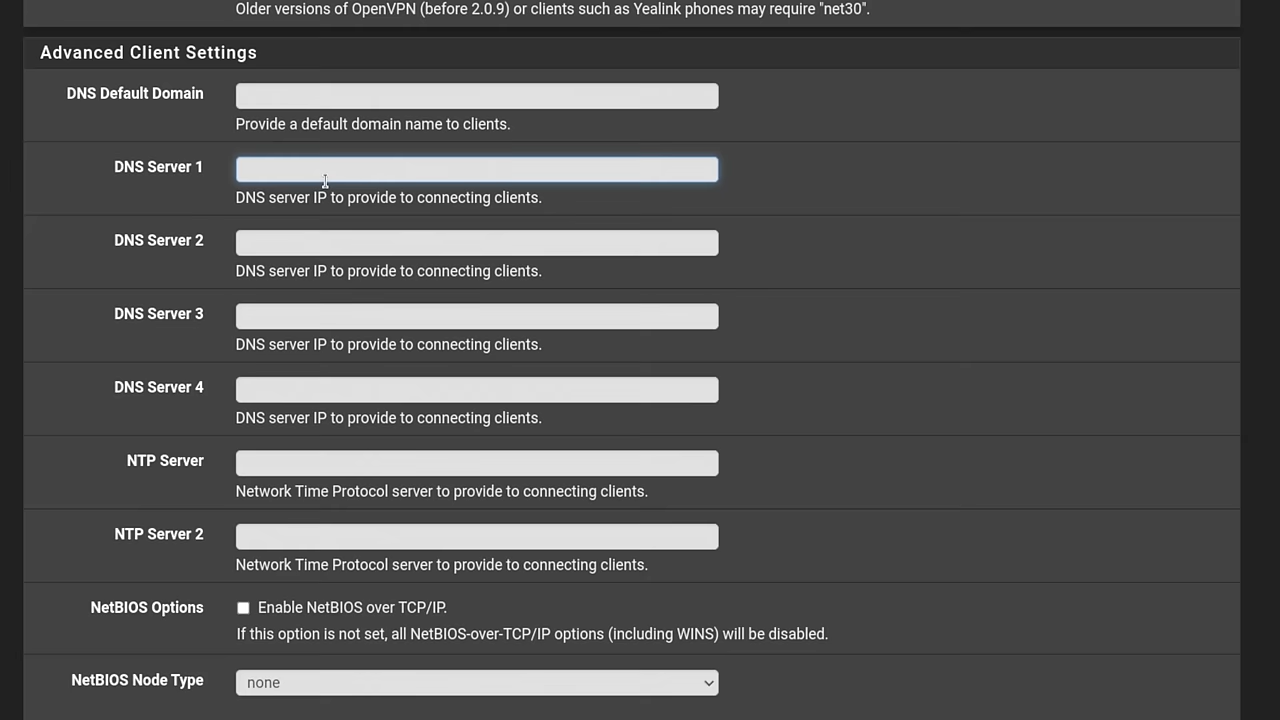 Older versions of OpenVPN (before 2.0.9) or clients such as Yealink phones may require "net30".
Advanced Client Settings
DNS Default Domain
Provide a default domain name to clients.
DNS Server 1
DNS server IP to provide to connecting clients.
DNS Server 2
DNS server IP to provide to connecting clients.
DNS Server 3
DNS server IP to provide to connecting clients.
DNS Server 4
DNS server IP to provide to connecting clients.
NTP Server
Network Time Protocol server to provide to connecting clients.
NTP Server 2
Network Time Protocol server to provide to connecting clients.
NetBIOS Options
Enable NetBIOS over TCP/IP.
If this option is not set, all NetBIOS-over-TCP/IP options (including WINS) will be disabled.
NetBIOS Node Type
none